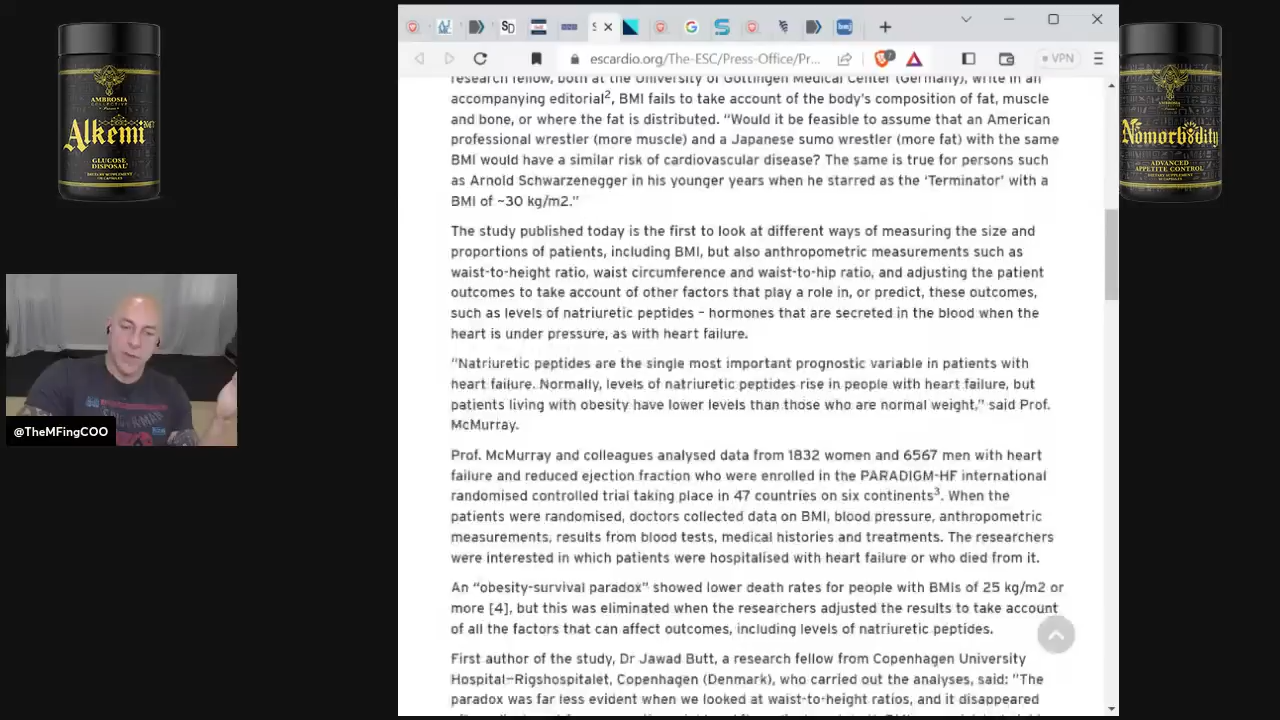 AMBROSIA
COLLECTIVE
Alkemi
GLUCOSE
DISPOSAL
DIETARY SUPPLEMENT
@TheMFingCOO
SD
S
G
S
bmj
escardio.org/The-ESC/Press-Office/Pr...
7
VPN
research fellow, both at the University of Gottingen Medical Center (Germany), write in an
accompanying editorial2, BMI fails to take account of the body's composition of fat, muscle
and bone, or where the fat is distributed. “Would it be feasible to assume that an American
professional wrestler (more muscle) and a Japanese sumo wrestler (more fat) with the same
BMI would have a similar risk of cardiovascular disease? The same is true for persons such
as Arnold Schwarzenegger in his younger years when he starred as the ‘Terminator’ with a
BMI of ~30 kg/m2.”
The study published today is the first to look at different ways of measuring the size and
proportions of patients, including BMI, but also anthropometric measurements such as
waist-to-height ratio, waist circumference and waist-to-hip ratio, and adjusting the patient
outcomes to take account of other factors that play a role in, or predict, these outcomes,
such as levels of natriuretic peptides – hormones that are secreted in the blood when the
heart is under pressure, as with heart failure.
“Natriuretic peptides are the single most important prognostic variable in patients with
heart failure. Normally, levels of natriuretic peptides rise in people with heart failure, but
patients living with obesity have lower levels than those who are normal weight,” said Prof.
McMurray.
Prof. McMurray and colleagues analysed data from 1832 women and 6567 men with heart
failure and reduced ejection fraction who were enrolled in the PARADIGM-HF international
randomised controlled trial taking place in 47 countries on six continents3. When the
patients were randomised, doctors collected data on BMI, blood pressure, anthropometric
measurements, results from blood tests, medical histories and treatments. The researchers
were interested in which patients were hospitalised with heart failure or who died from it.
An “obesity-survival paradox” showed lower death rates for people with BMIs of 25 kg/m2 or
more [4], but this was eliminated when the researchers adjusted the results to take account
of all the factors that can affect outcomes, including levels of natriuretic peptides.
First author of the study, Dr Jawad Butt, a research fellow from Copenhagen University
Hospital–Rigshospitalet, Copenhagen (Denmark), who carried out the analyses, said: “The
paradox was far less evident when we looked at waist-to-height ratios, and it disappeared
AMBROSIA
Nomorbidity
ADVANCED
APPETITE CONTROL
DIETARY SUPPLEMENT